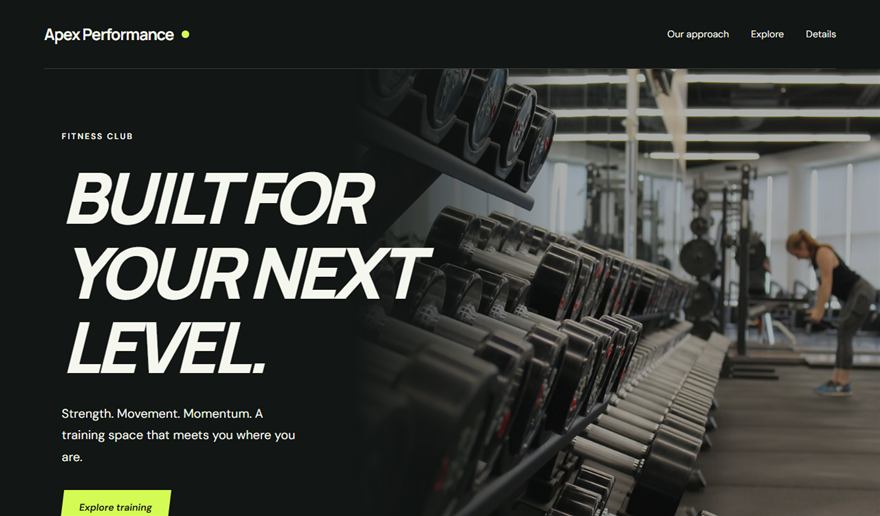 Apex Performance
Our approach Explore Details
FITNESS CLUB
BUILT FOR
YOUR NEXT
LEVEL.
Strength. Movement. Momentum. A
training space that meets you where you
are.
Explore training